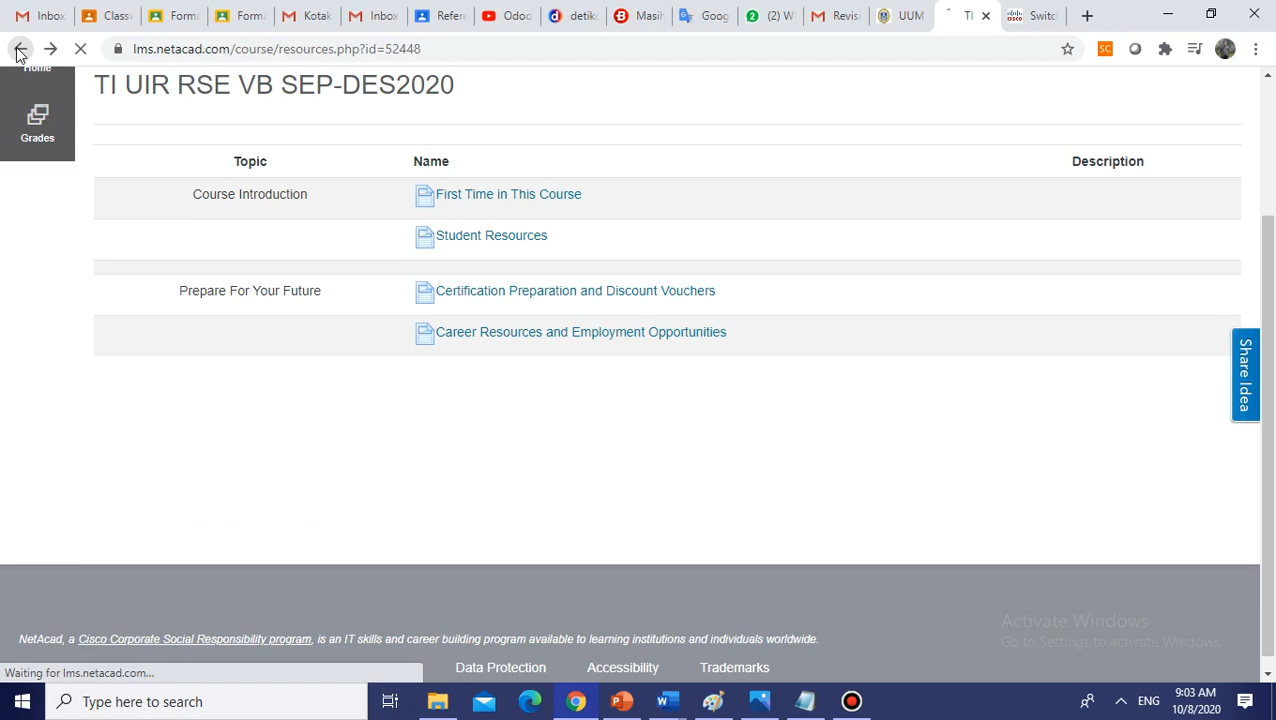 Inbox
Class
Forma
Forma
Kotak
Inbox
Refere
Odoo
detik
Masi
Goog
(2) W
Revis
UUM
TI
Switc
lms.netacad.com/course/resources.php?id=52448
Home
Grades
TI UIR RSE VB SEP-DES2020
Topic Name Description
Course Introduction First Time in This Course
Student Resources
Prepare For Your Future Certification Preparation and Discount Vouchers
Career Resources and Employment Opportunities
Share Idea
Activate Windows
Go to Settings to activate Windows.
NetAcad, a Cisco Corporate Social Responsibility program, is an IT skills and career building program available to learning institutions and individuals worldwide.
Waiting for lms.netacad.com...
Data Protection Accessibility Trademarks
Type here to search
ENG
9:03 AM
10/8/2020